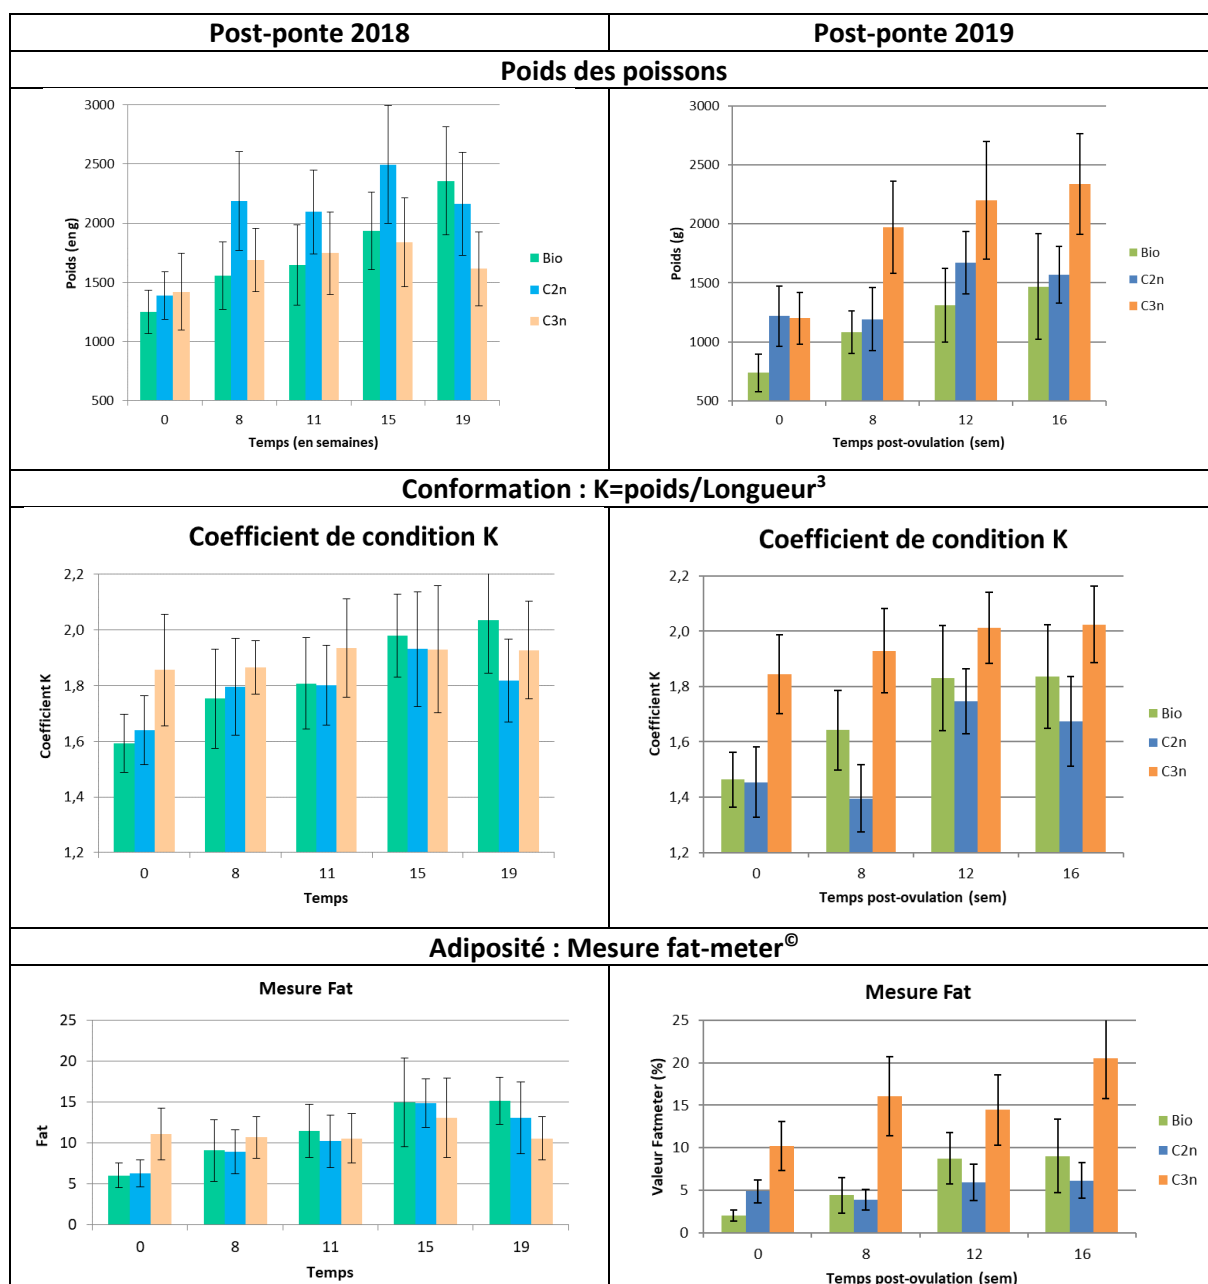 Post-ponte 2018
Post-ponte 2019
Poids des poissons
3000
2500
2000
1500
1000
500
Poids (en g)
0 8 11 15 19
Temps (en semaines)
Bio
C2n
C3n
3000
2500
2000
1500
1000
500
Poids (g)
0 8 12 16
Temps post-ovulation (sem)
Bio
C2n
C3n
Conformation : K=poids/Longueur³
Coefficient de condition K
2,2
2,0
1,8
1,6
1,4
1,2
Coefficient K
0 8 11 15 19
Temps
Coefficient de condition K
2,2
2,0
1,8
1,6
1,4
1,2
Coefficient K
0 8 12 16
Temps post-ovulation (sem)
Bio
C2n
C3n
Adiposité : Mesure fat-meter©
Mesure Fat
25
20
15
10
5
0
Fat
0 8 11 15 19
Temps
Mesure Fat
25
20
15
10
5
0
Valeur Fatmeter (%)
0 8 12 16
Temps post-ovulation (sem)
Bio
C2n
C3n